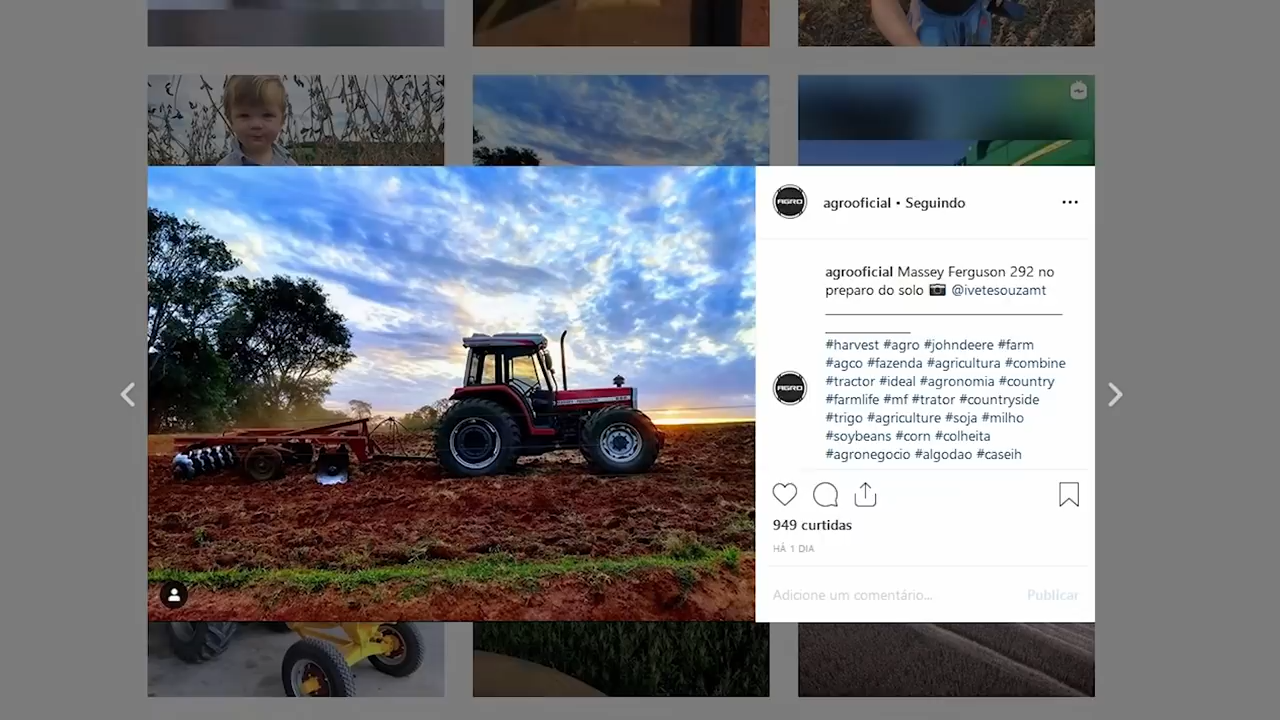 agrooficial • Seguindo
agrooficial Massey Ferguson 292 no
preparo do solo 📷 @ivetesouzamt
#harvest #agro #johndeere #farm
#agco #fazenda #agricultura #combine
#tractor #ideal #agronomia #country
#farmlife #mf #trator #countryside
#trigo #agriculture #soja #milho
#soybeans #corn #colheita
#agronegocio #algodao #caseih
949 curtidas
HÁ 1 DIA
Adicione um comentário... Publicar
AGRO
AGRO